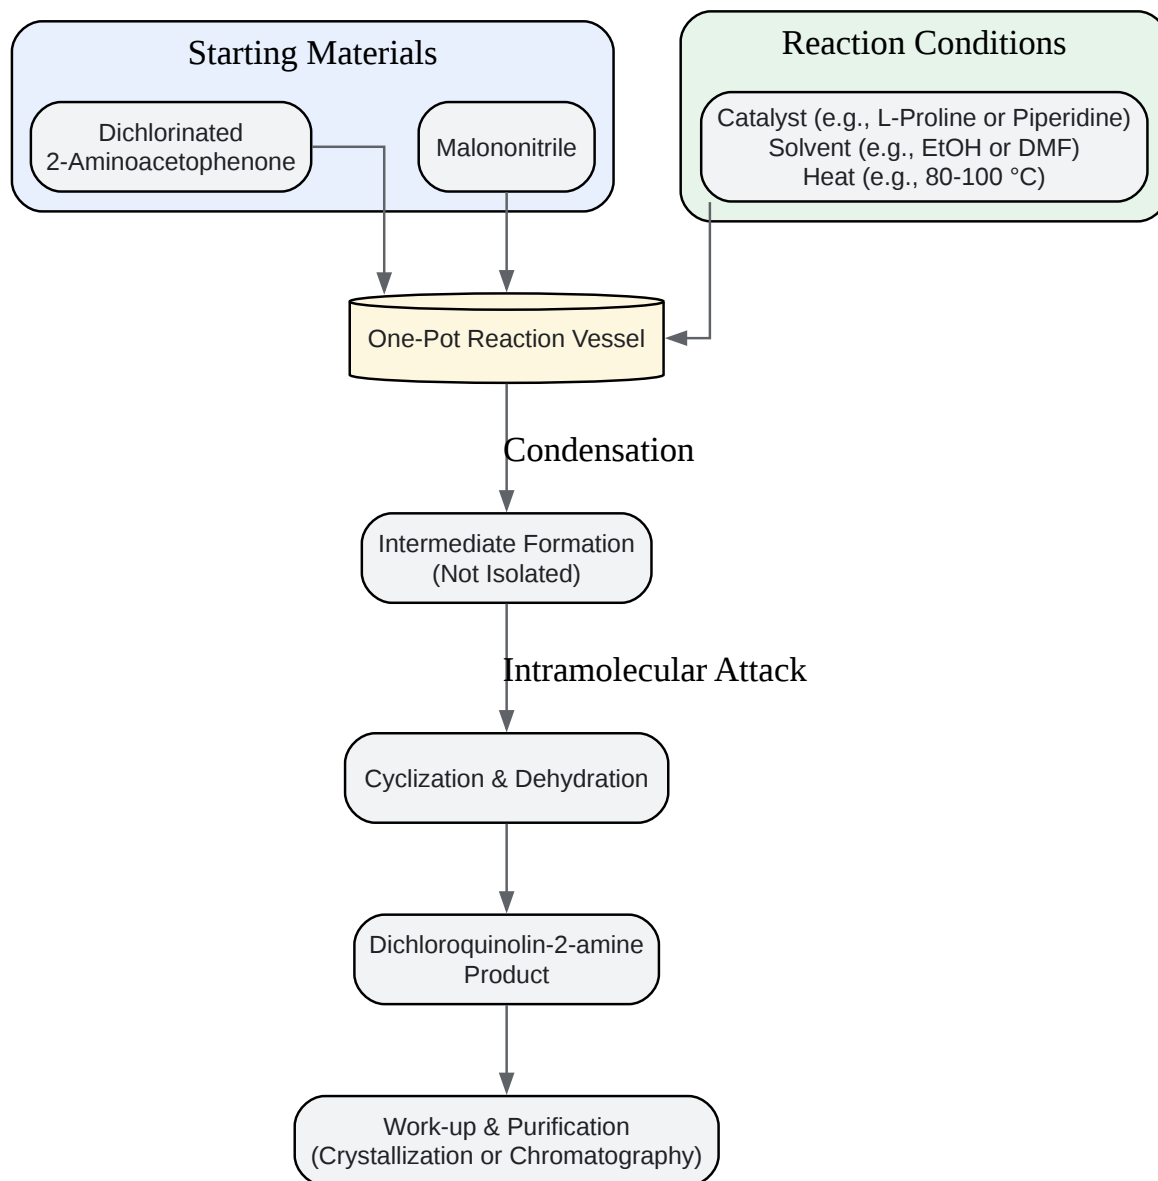 Starting Materials
Dichlorinated
2-Aminoacetophenone
Malononitrile
Reaction Conditions
Catalyst (e.g., L-Proline or Piperidine)
Solvent (e.g., EtOH or DMF)
Heat (e.g., 80-100 °C)
One-Pot Reaction Vessel
Condensation
Intermediate Formation
(Not Isolated)
Intramolecular Attack
Cyclization & Dehydration
Dichloroquinolin-2-amine
Product
Work-up & Purification
(Crystallization or Chromatography)